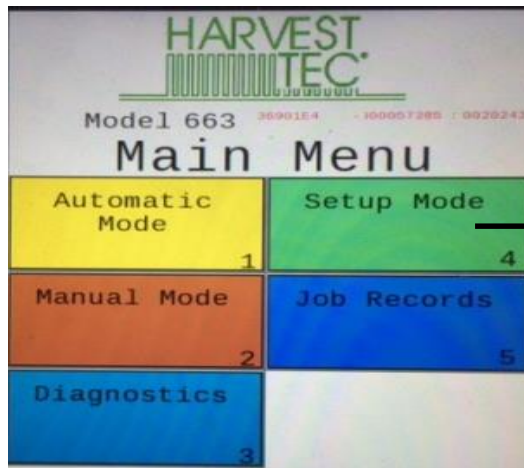 HARVEST
TEC
Model 663
Main Menu
Automatic
Mode
1
Setup Mode
4
Manual Mode
2
Job Records
5
Diagnostics
3